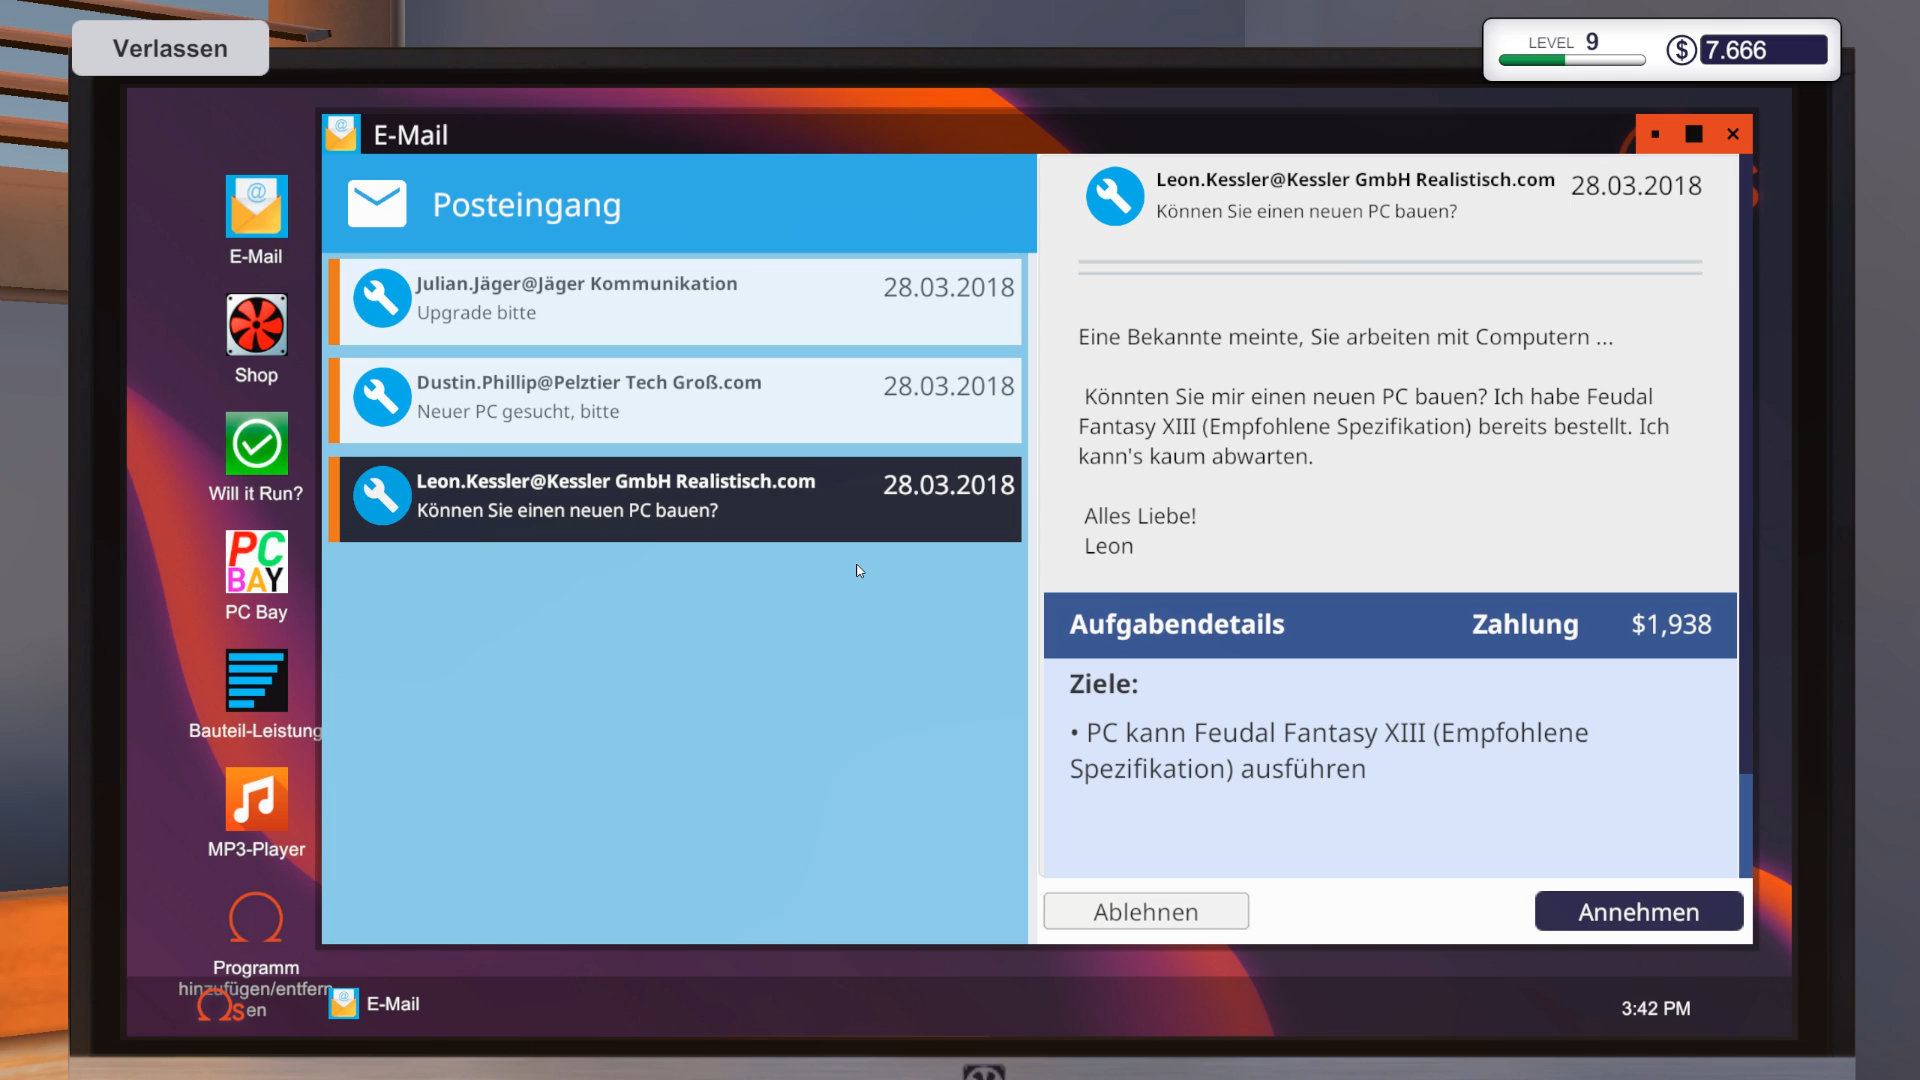 Verlassen
LEVEL 9
$ 7.666
E-Mail
E-Mail
Shop
Will it Run?
PC BAY
PC Bay
Bauteil-Leistung
MP3-Player
Programm
hinzufügen/entfern
en
Posteingang
Julian.Jäger@Jäger Kommunikation 28.03.2018
Upgrade bitte
Dustin.Phillip@Pelztier Tech Groß.com 28.03.2018
Neuer PC gesucht, bitte
Leon.Kessler@Kessler GmbH Realistisch.com 28.03.2018
Können Sie einen neuen PC bauen?
Leon.Kessler@Kessler GmbH Realistisch.com 28.03.2018
Können Sie einen neuen PC bauen?
Eine Bekannte meinte, Sie arbeiten mit Computern ...
Könnten Sie mir einen neuen PC bauen? Ich habe Feudal
Fantasy XIII (Empfohlene Spezifikation) bereits bestellt. Ich
kann's kaum abwarten.
Alles Liebe!
Leon
Aufgabendetails Zahlung $1,938
Ziele:
• PC kann Feudal Fantasy XIII (Empfohlene
Spezifikation) ausführen
Ablehnen
Annehmen
Ωs
E-Mail
3:42 PM